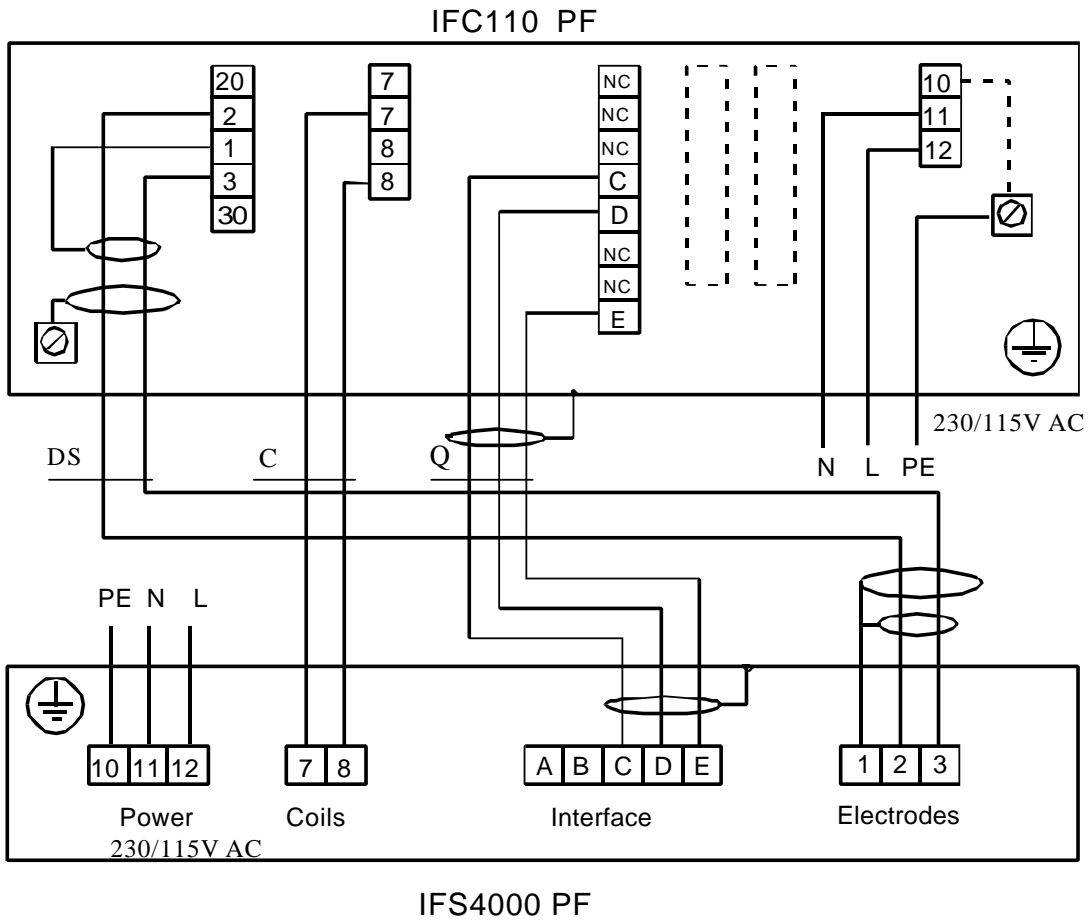 IFC110 PF
20
2
1
3
30
7
7
8
8
NC
NC
NC
C
D
NC
NC
E
10
11
12
230/115V AC
N L PE
DS C Q
PE N L
10 11 12
7 8
A B C D E
1 2 3
Power
230/115V AC
Coils
Interface
Electrodes
IFS4000 PF